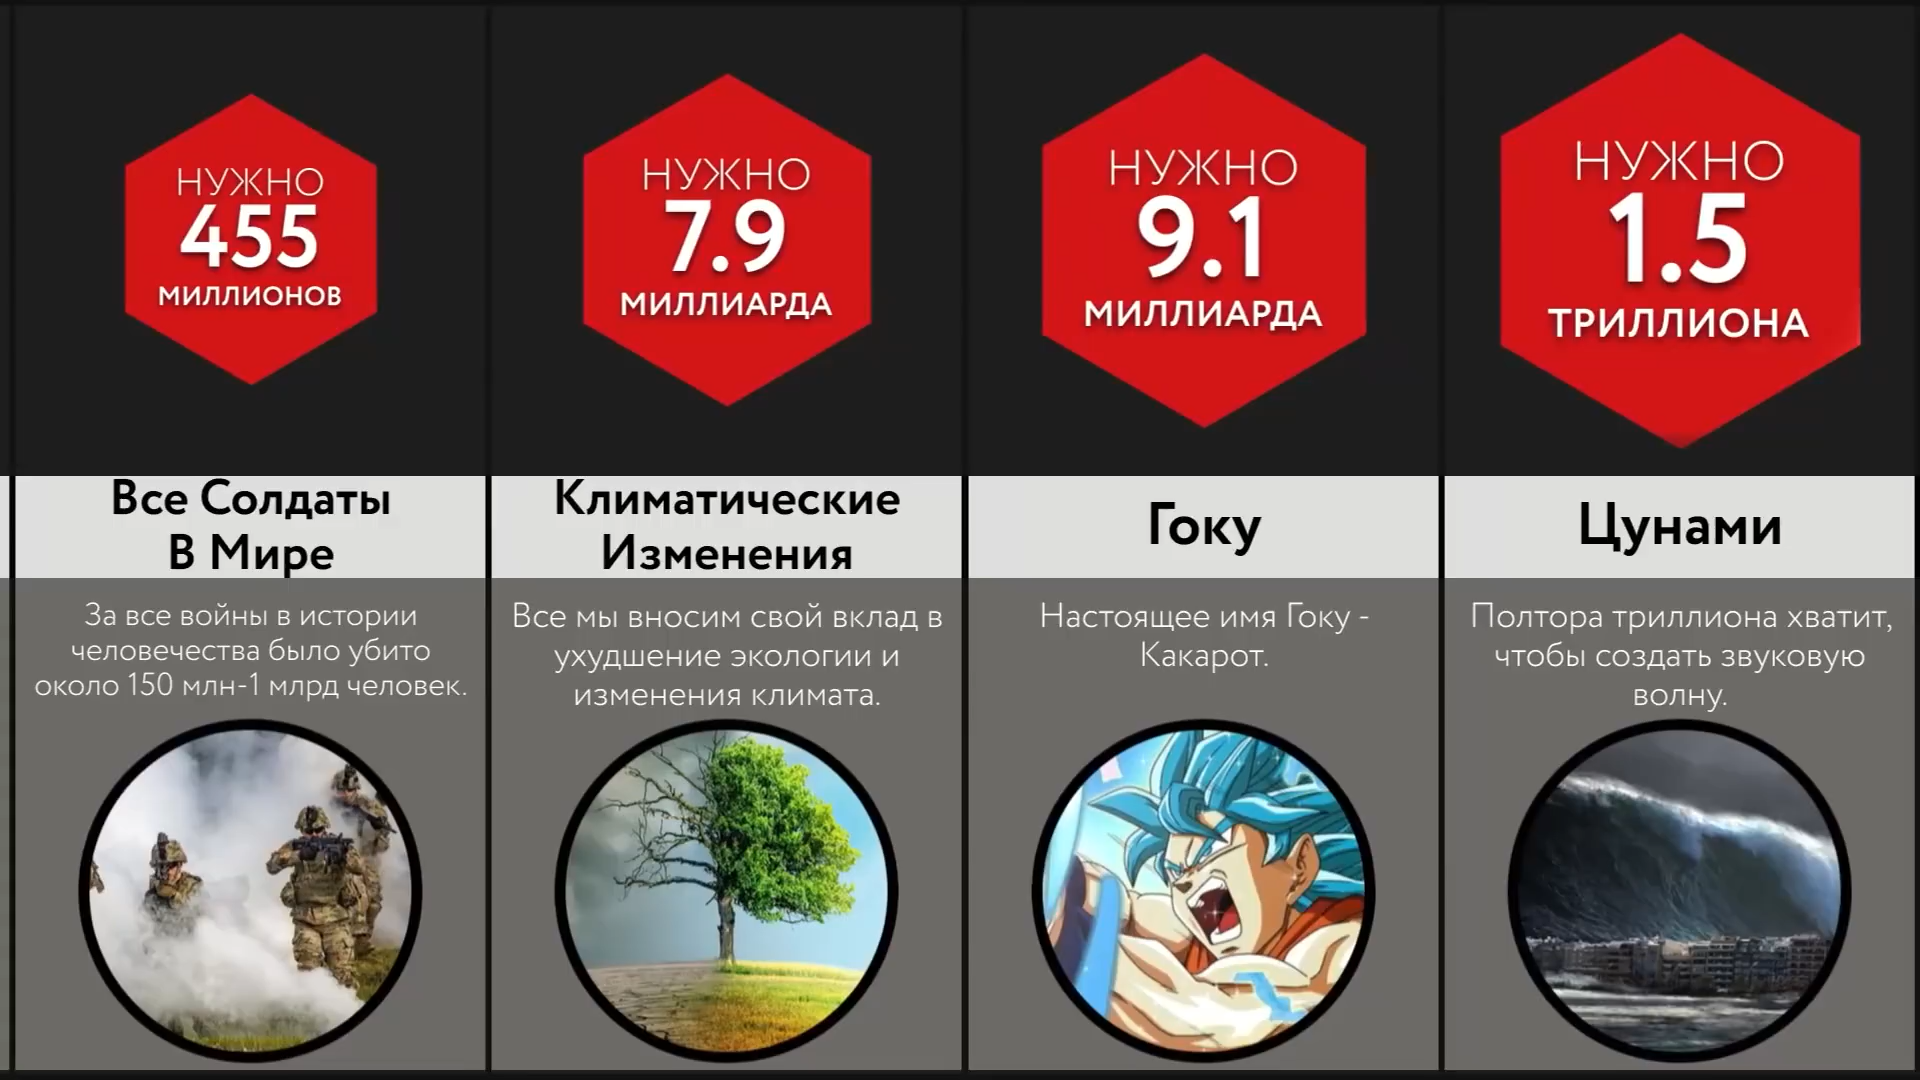 НУЖНО
455
МИЛЛИОНОВ
Все Солдаты
В Мире
За все войны в истории
человечества было убито
около 150 млн-1 млрд человек.
НУЖНО
7.9
МИЛЛИАРДА
Климатические
Изменения
Все мы вносим свой вклад в
ухудшение экологии и
изменения климата.
НУЖНО
9.1
МИЛЛИАРДА
Гоку
Настоящее имя Гоку -
Какарот.
НУЖНО
1.5
ТРИЛЛИОНА
Цунами
Полтора триллиона хватит,
чтобы создать звуковую
волну.